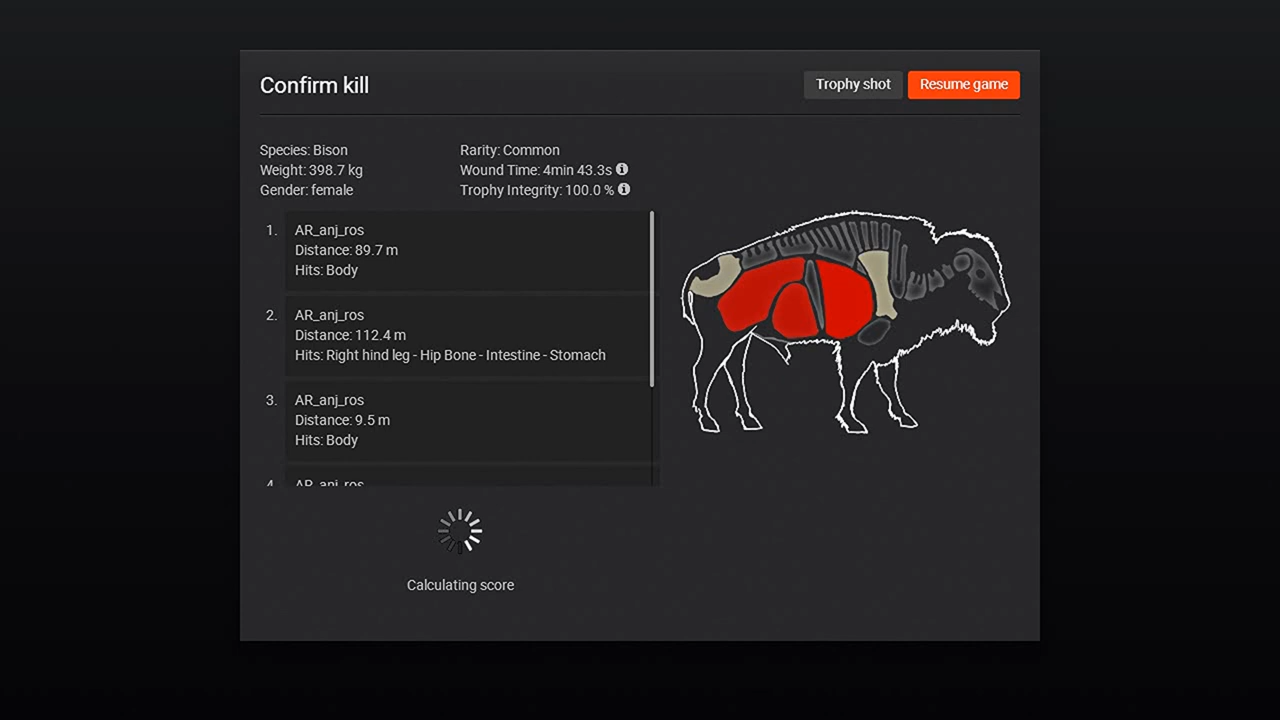 Confirm kill
Trophy shot
Resume game
Species: Bison
Weight: 398.7 kg
Gender: female
Rarity: Common
Wound Time: 4min 43.3s
Trophy Integrity: 100.0 %
1.
AR_anj_ros
Distance: 89.7 m
Hits: Body
2.
AR_anj_ros
Distance: 112.4 m
Hits: Right hind leg - Hip Bone - Intestine - Stomach
3.
AR_anj_ros
Distance: 9.5 m
Hits: Body
4.
AR_anj_ros
Calculating score